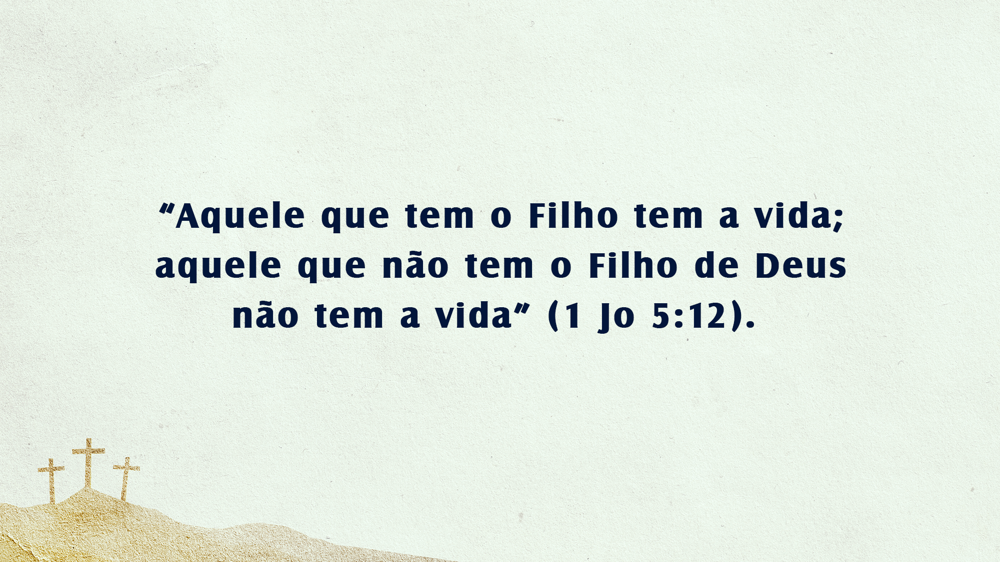 “Aquele que tem o Filho tem a vida;
aquele que não tem o Filho de Deus
não tem a vida” (1 Jo 5:12).